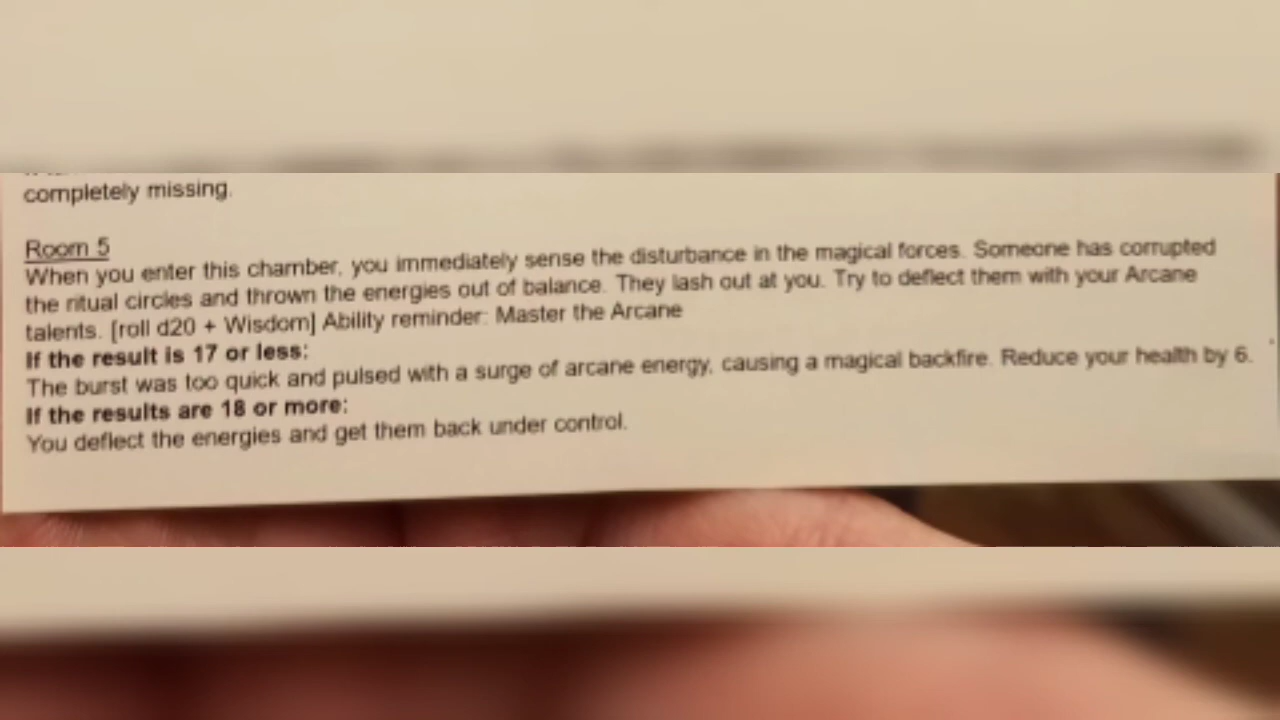 completely missing.
Room 5
When you enter this chamber, you immediately sense the disturbance in the magical forces. Someone has corrupted
the ritual circles and thrown the energies out of balance. They lash out at you. Try to deflect them with your Arcane
talents. [roll d20 + Wisdom] Ability reminder: Master the Arcane
If the result is 17 or less:
The burst was too quick and pulsed with a surge of arcane energy, causing a magical backfire. Reduce your health by 6.
If the results are 18 or more:
You deflect the energies and get them back under control.